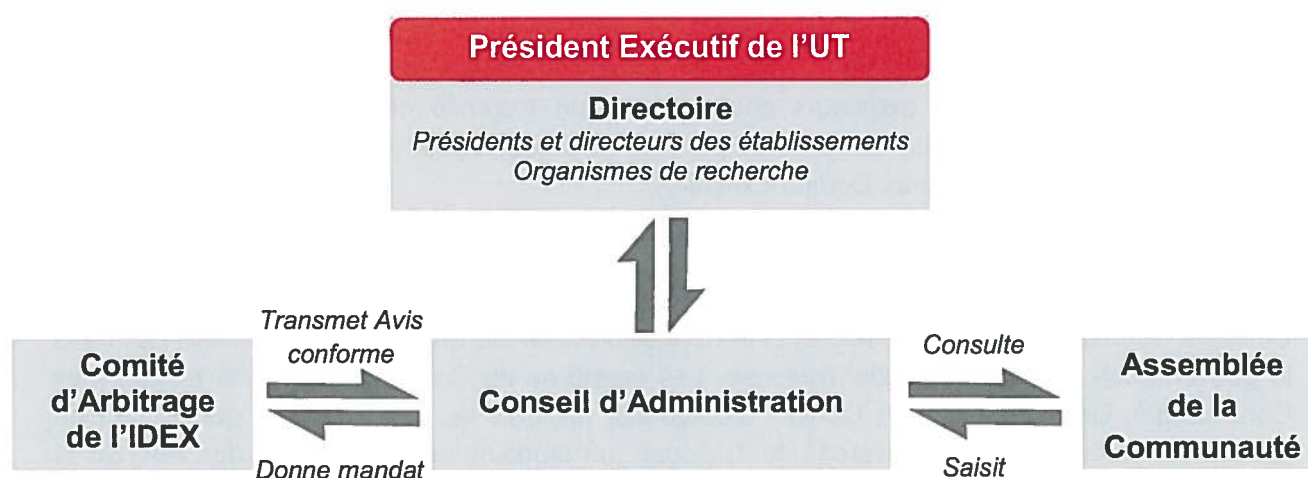 Président Exécutif de l'UT
Directoire
Présidents et directeurs des établissements
Organismes de recherche
Transmet Avis
conforme
Comité
d'Arbitrage
de l'IDEX
Donne mandat
Conseil d'Administration
Consulte
Saisit
Assemblée
de la
Communauté